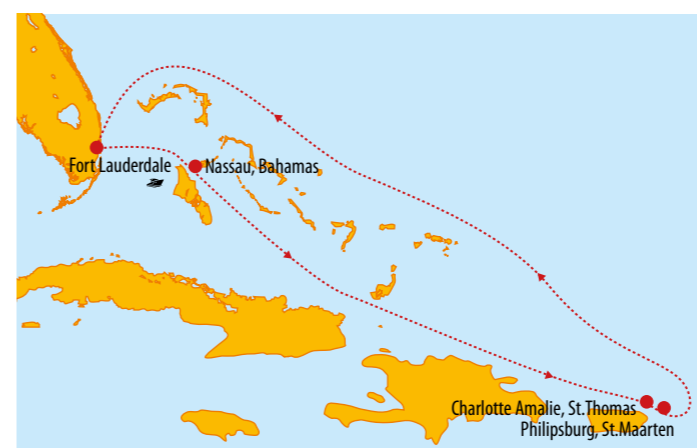 Fort Lauderdale
Nassau, Bahamas
Charlotte Amalie, St.Thomas
Philipsburg, St.Maarten